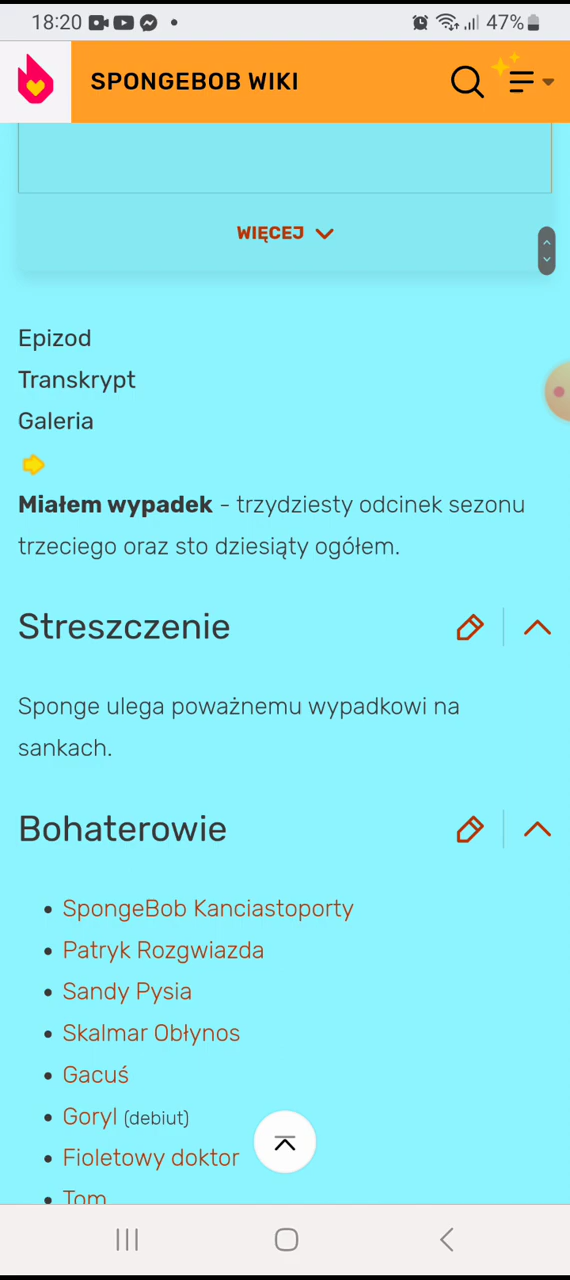 18:20
47%
SPONGEBOB WIKI
WIĘCEJ
Epizod
Transkrypt
Galeria
Miałem wypadek - trzydziesty odcinek sezonu
trzeciego oraz sto dziesiąty ogółem.
Streszczenie
Sponge ulega poważnemu wypadkowi na
sankach.
Bohaterowie
SpongeBob Kanciastoporty
Patryk Rozgwiazda
Sandy Pysia
Skalmar Obłynos
Gacuś
Goryl (debiut)
Fioletowy doktor
Tom